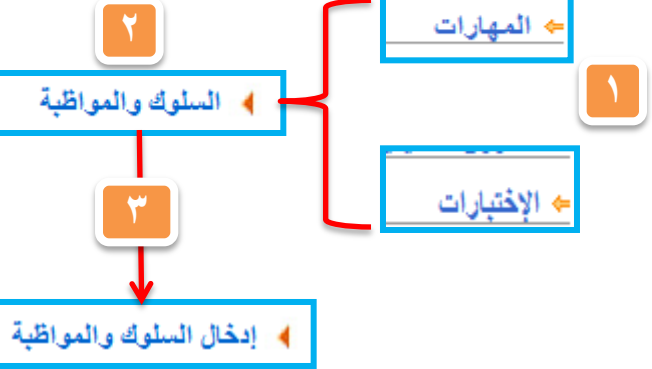 المهارات
١
٢
السلوك والمواظبة
الإختبارات
٣
إدخال السلوك والمواظبة